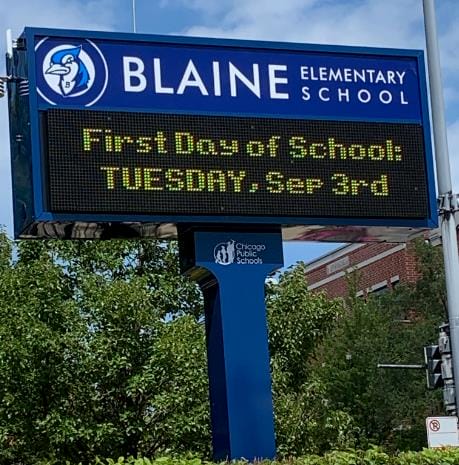 BLAINE
ELEMENTARY
SCHOOL
First Day of School:
TUESDAY, Sep 3rd
Chicago
Public
Schools